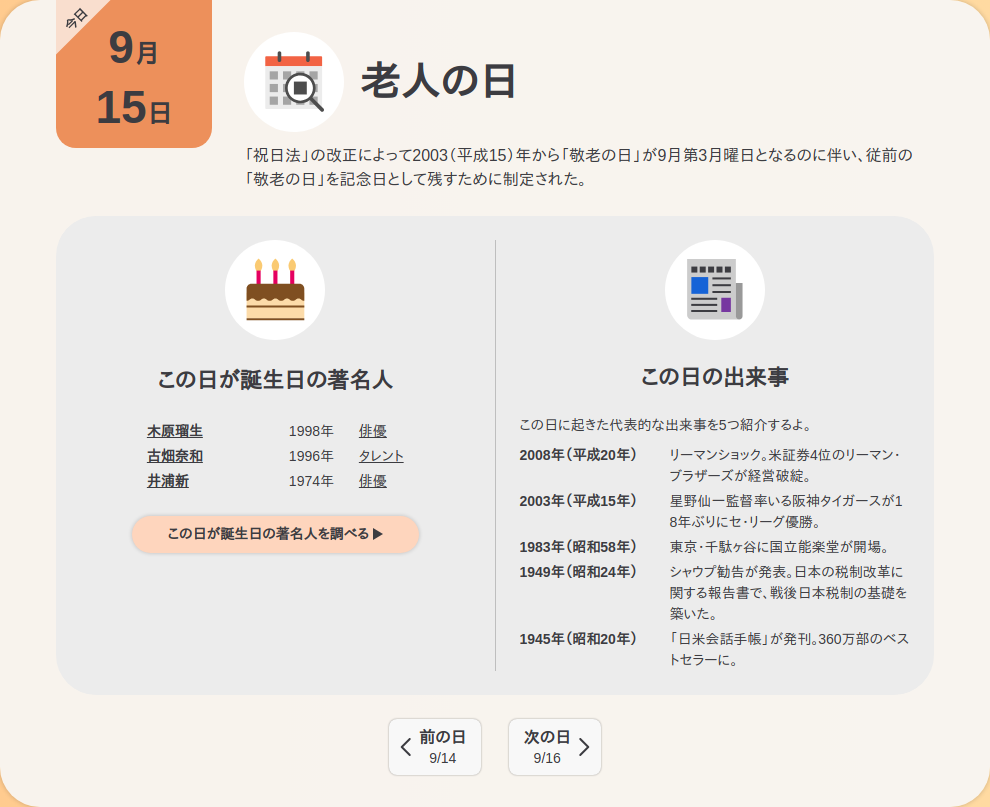 今日
9月
15日
老人の日
「祝日法」の改正によって2003（平成15）年から「敬老の日」が9月第3月曜日となるのに伴い、従前の
「敬老の日」を記念日として残すために制定された。
この日が誕生日の著名人
木原瑠生 1998年 俳優
古畑奈和 1996年 タレント
井浦新 1974年 俳優
この日が誕生日の著名人を調べる▶
この日の出来事
この日に起きた代表的な出来事を5つ紹介するよ。
2008年（平成20年） リーマンショック。米証券4位のリーマン・
ブラザーズが経営破綻。
2003年（平成15年） 星野仙一監督率いる阪神タイガースが1
8年ぶりにセ・リーグ優勝。
1983年（昭和58年） 東京・千駄ヶ谷に国立能楽堂が開場。
1949年（昭和24年） シャウプ勧告が発表。日本の税制改革に
関する報告書で、戦後日本税制の基礎を
築いた。
1945年（昭和20年） 「日米会話手帳」が発刊。360万部のベス
トセラーに。
前の日
9/14
次の日
9/16